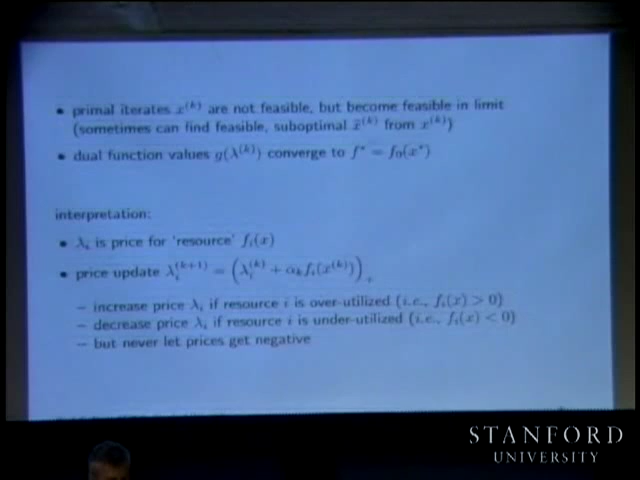 • primal iterates x^(k) are not feasible, but become feasible in limit
(sometimes can find feasible, suboptimal x̃^(k) from x^(k))
• dual function values g(λ^(k)) converge to f* = f₀(x*)
interpretation:
• λᵢ is price for 'resource' fᵢ(x)
• price update λᵢ^(k+1) = (λᵢ^(k) + αₖfᵢ(x^(k)))₊
– increase price λᵢ if resource i is over-utilized (i.e., fᵢ(x) > 0)
– decrease price λᵢ if resource i is under-utilized (i.e., fᵢ(x) < 0)
– but never let prices get negative
STANFORD
UNIVERSITY